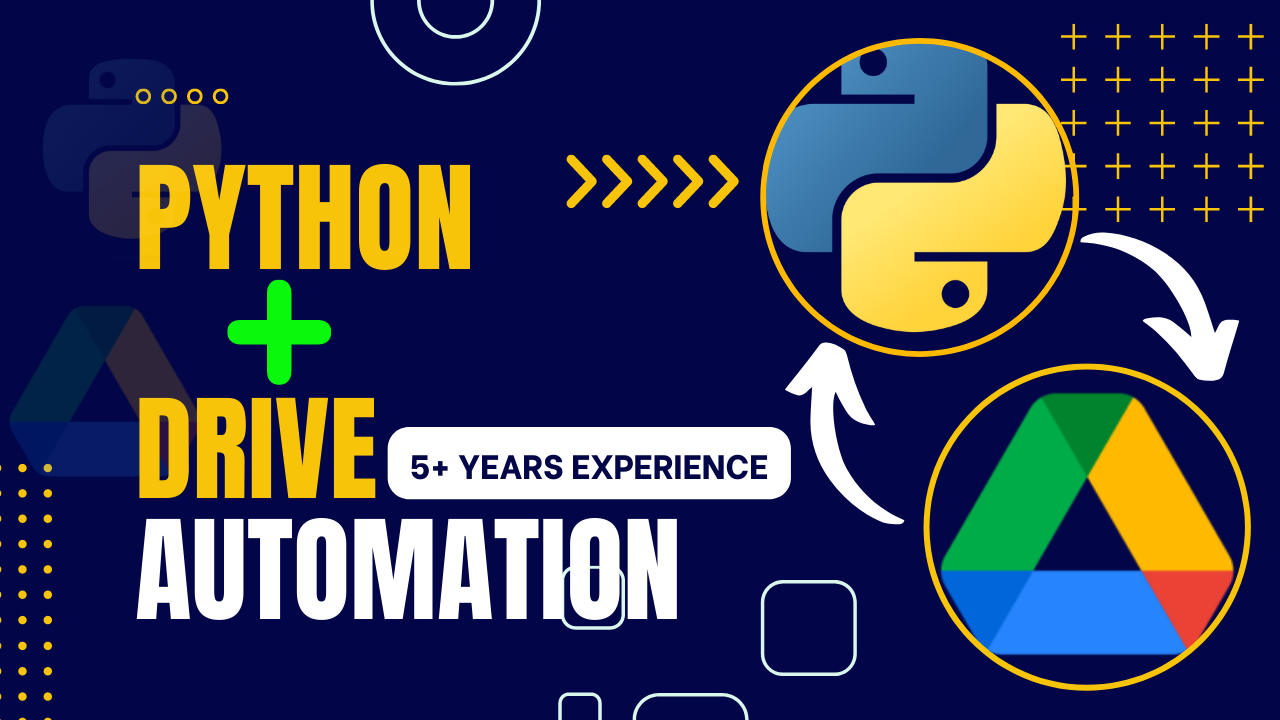 PYTHON
+
DRIVE
5+ YEARS EXPERIENCE
AUTOMATION